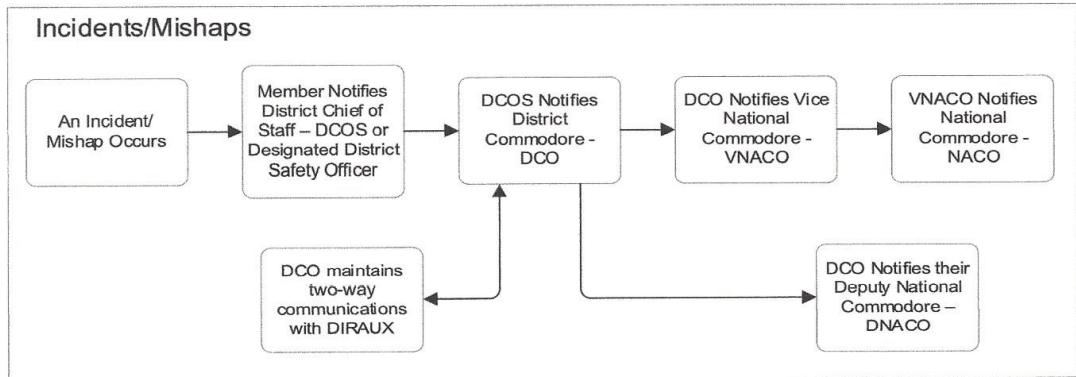 Incidents/Mishaps
An Incident/
Mishap Occurs
Member Notifies
District Chief of
Staff – DCOS or
Designated District
Safety Officer
DCOS Notifies
District
Commodore -
DCO
DCO Notifies Vice
National
Commodore -
VNACO
VNACO Notifies
National
Commodore -
NACO
DCO maintains
two-way
communications
with DIRAUX
DCO Notifies their
Deputy National
Commodore –
DNACO